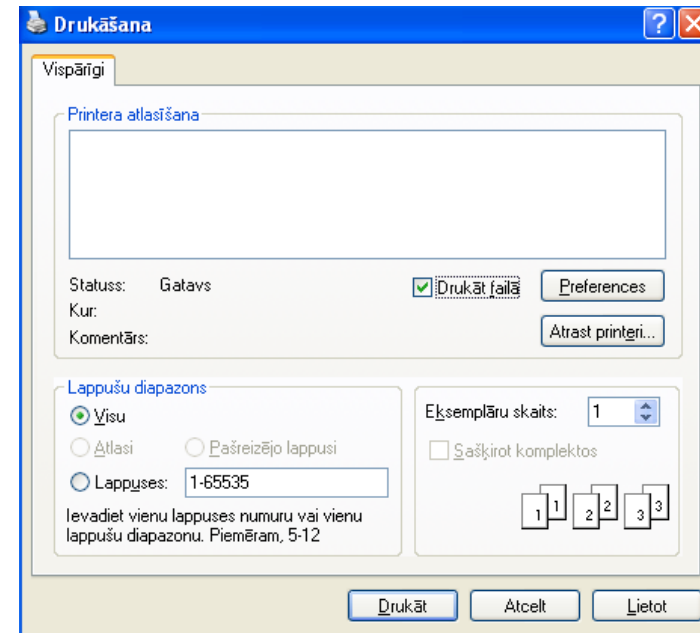 Drukāšana
Vispārīgi
Printera atlasīšana
Statuss: Gatavs
Drukāt failā
Preferences
Kur:
Komentārs:
Atrast printeri...
Lappušu diapazons
Visu
Atlasi Pašreizējo lappusi
Lappuses: 1-65535
Ievadiet vienu lappuses numuru vai vienu
lappušu diapazonu. Piemēram, 5-12
Eksemplāru skaits: 1
Sašķirot komplektos
1 1 2 2 3 3
Drukāt Atcelt Lietot